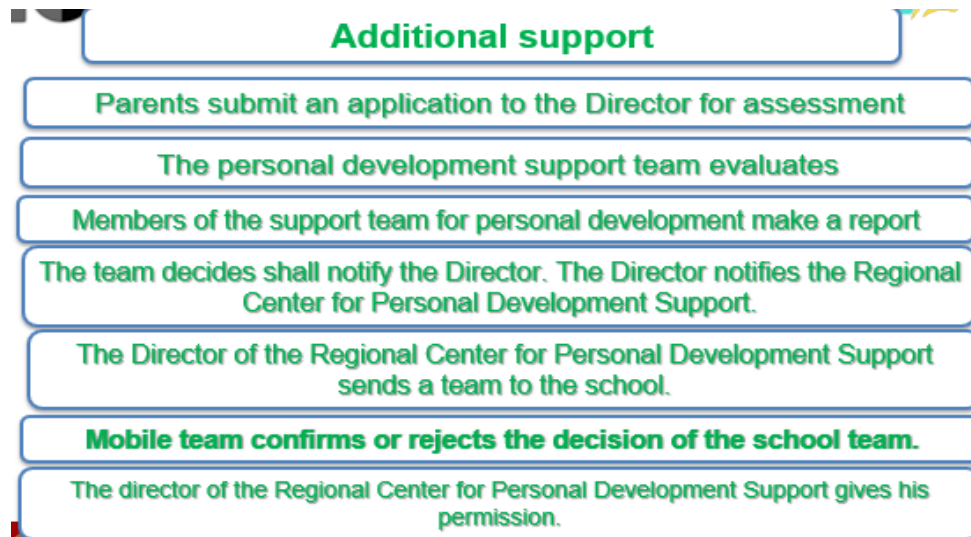 Additional support
Parents submit an application to the Director for assessment
The personal development support team evaluates
Members of the support team for personal development make a report
The team decides shall notify the Director. The Director notifies the Regional
Center for Personal Development Support.
The Director of the Regional Center for Personal Development Support
sends a team to the school.
Mobile team confirms or rejects the decision of the school team.
The director of the Regional Center for Personal Development Support gives his
permission.